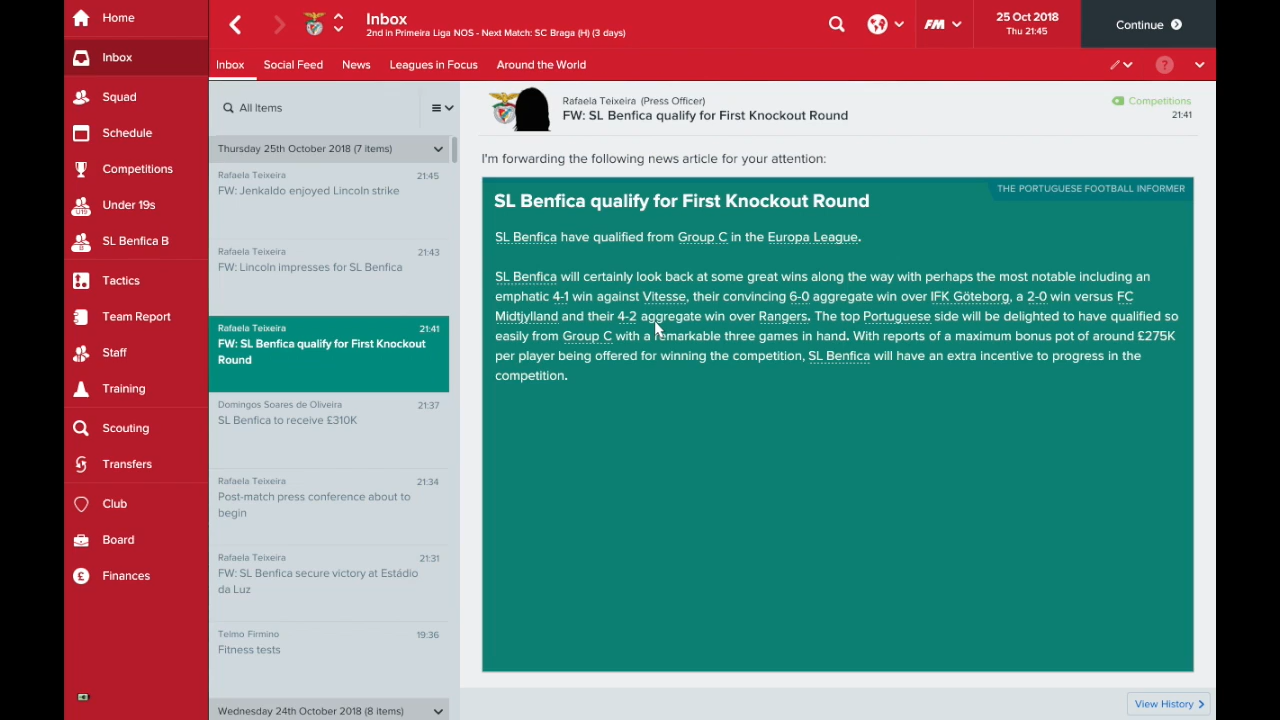 Home
Inbox
Squad
Schedule
Competitions
Under 19s
SL Benfica B
Tactics
Team Report
Staff
Training
Scouting
Transfers
Club
Board
Finances
Inbox
2nd in Primeira Liga NOS - Next Match: SC Braga (H) (3 days)
FM
25 Oct 2018
Thu 21:45
Continue
Inbox Social Feed News Leagues in Focus Around the World
?
All Items
Thursday 25th October 2018 (7 items)
Rafaela Teixeira 21:45
FW: Jenkaldo enjoyed Lincoln strike
Rafaela Teixeira 21:43
FW: Lincoln impresses for SL Benfica
Rafaela Teixeira 21:41
FW: SL Benfica qualify for First Knockout
Round
Domingos Soares de Oliveira 21:37
SL Benfica to receive £310K
Rafaela Teixeira 21:34
Post-match press conference about to
begin
Rafaela Teixeira 21:31
FW: SL Benfica secure victory at Estádio
da Luz
Telmo Firmino 19:36
Fitness tests
Wednesday 24th October 2018 (8 items)
Rafaela Teixeira (Press Officer)
FW: SL Benfica qualify for First Knockout Round
Competitions
21:41
I'm forwarding the following news article for your attention:
THE PORTUGUESE FOOTBALL INFORMER
SL Benfica qualify for First Knockout Round
SL Benfica have qualified from Group C in the Europa League.
SL Benfica will certainly look back at some great wins along the way with perhaps the most notable including an
emphatic 4-1 win against Vitesse, their convincing 6-0 aggregate win over IFK Göteborg, a 2-0 win versus FC
Midtjylland and their 4-2 aggregate win over Rangers. The top Portuguese side will be delighted to have qualified so
easily from Group C with a remarkable three games in hand. With reports of a maximum bonus pot of around £275K
per player being offered for winning the competition, SL Benfica will have an extra incentive to progress in the
competition.
View History